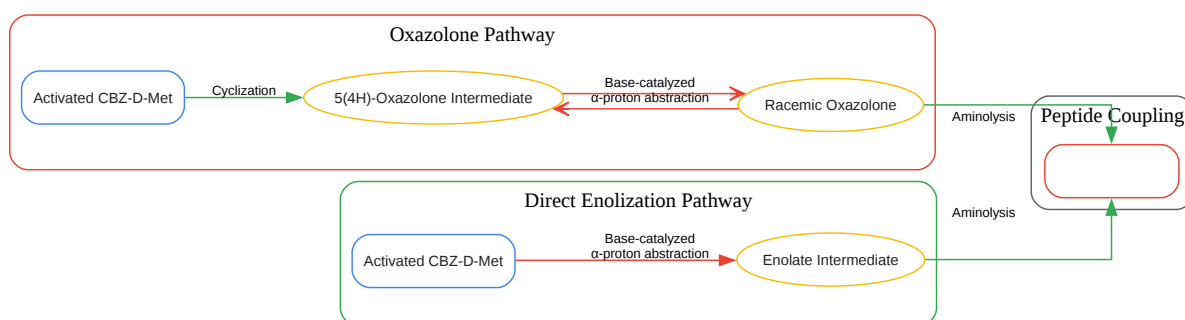 Oxazolone Pathway
Activated CBZ-D-Met
Cyclization
5(4H)-Oxazolone Intermediate
Base-catalyzed
α-proton abstraction
Racemic Oxazolone
Aminolysis
Peptide Coupling
Direct Enolization Pathway
Activated CBZ-D-Met
Base-catalyzed
α-proton abstraction
Enolate Intermediate
Aminolysis